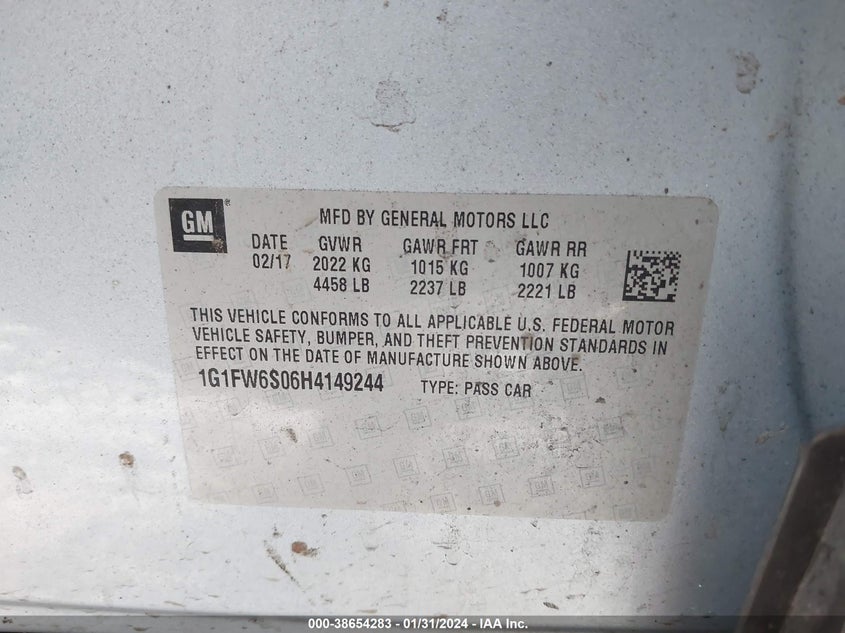 GM ®
MFD BY GENERAL MOTORS LLC
DATE GVWR GAWR FRT GAWR RR
02/17 2022 KG 1015 KG 1007 KG
4458 LB 2237 LB 2221 LB
THIS VEHICLE CONFORMS TO ALL APPLICABLE U.S. FEDERAL MOTOR
VEHICLE SAFETY, BUMPER, AND THEFT PREVENTION STANDARDS IN
EFFECT ON THE DATE OF MANUFACTURE SHOWN ABOVE.
1G1FW6S06H4149244 TYPE: PASS CAR
000-38654283 - 01/31/2024 - IAA Inc.